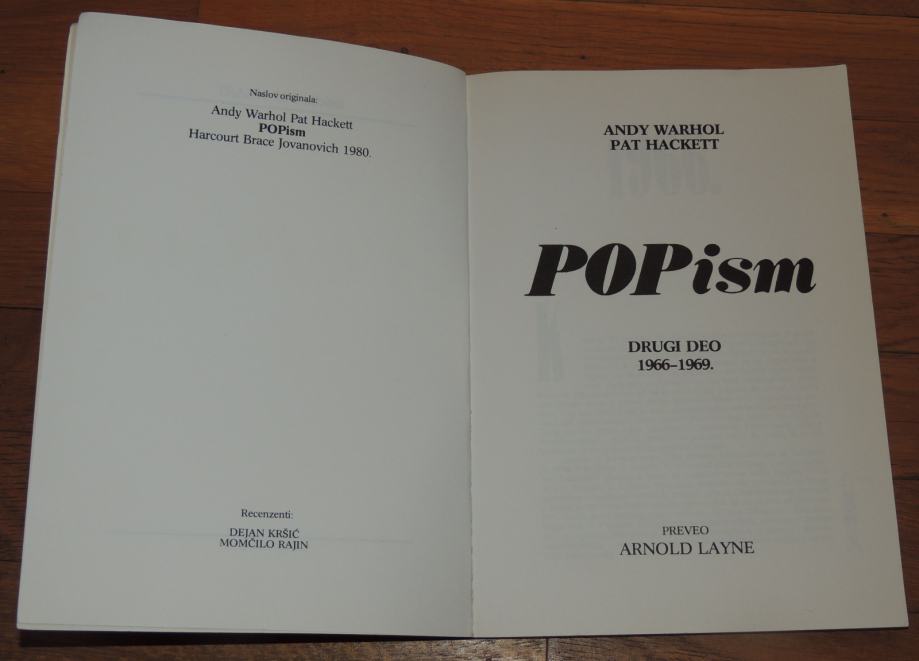 Naslov originala:
Andy Warhol Pat Hackett
POPism
Harcourt Brace Jovanovich 1980.
Recenzenti:
DEJAN KRŠIĆ
MOMČILO RAJIN
ANDY WARHOL
PAT HACKETT
POPism
DRUGI DEO
1966–1969.
PREVEO
ARNOLD LAYNE